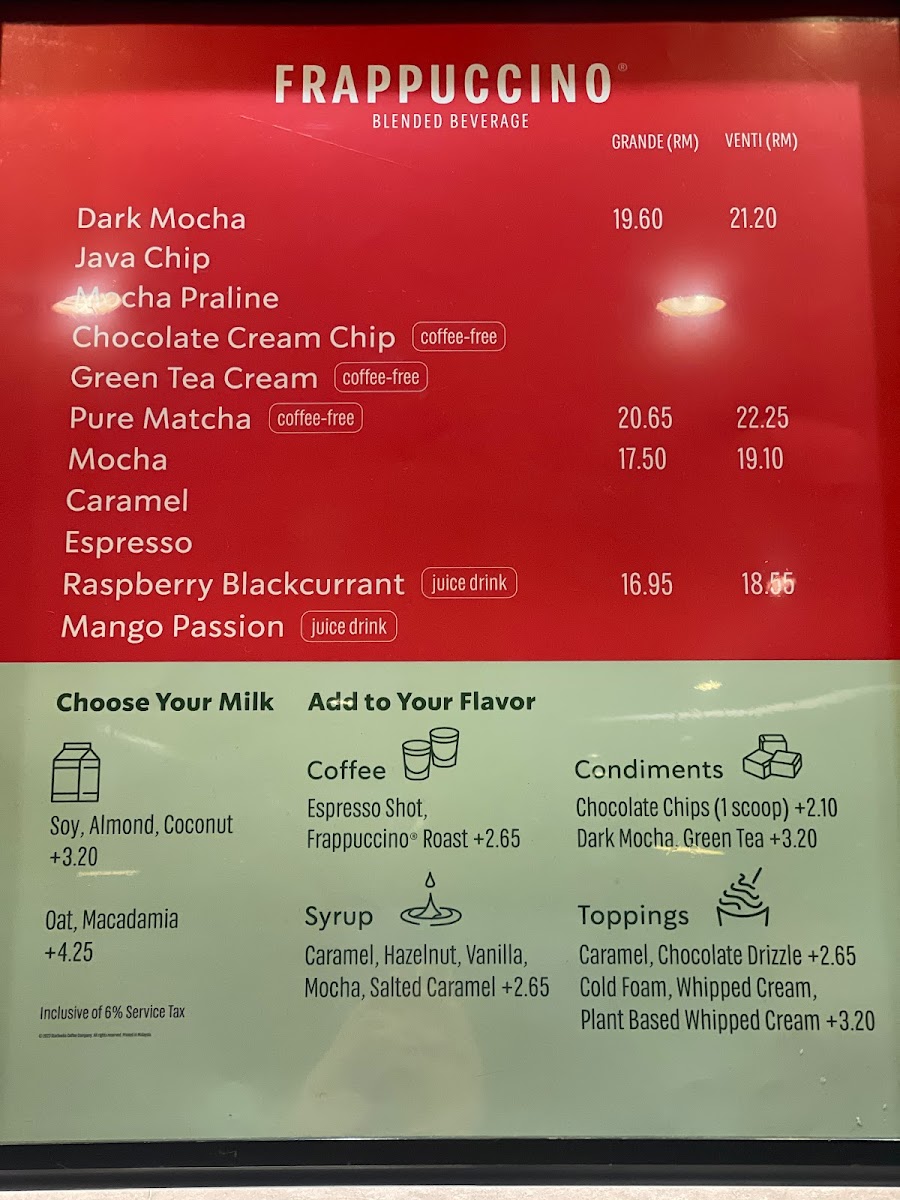 FRAPPUCCINO®
BLENDED BEVERAGE
GRANDE (RM) VENTI (RM)
Dark Mocha 19.60 21.20
Java Chip
Mocha Praline
Chocolate Cream Chip coffee-free
Green Tea Cream coffee-free
Pure Matcha coffee-free 20.65 22.25
Mocha 17.50 19.10
Caramel
Espresso
Raspberry Blackcurrant juice drink 16.95 18.55
Mango Passion juice drink
Choose Your Milk
Soy, Almond, Coconut
+3.20
Oat, Macadamia
+4.25
Inclusive of 6% Service Tax
Add to Your Flavor
Coffee
Espresso Shot,
Frappuccino® Roast +2.65
Syrup
Caramel, Hazelnut, Vanilla,
Mocha, Salted Caramel +2.65
Condiments
Chocolate Chips (1 scoop) +2.10
Dark Mocha, Green Tea +3.20
Toppings
Caramel, Chocolate Drizzle +2.65
Cold Foam, Whipped Cream,
Plant Based Whipped Cream +3.20